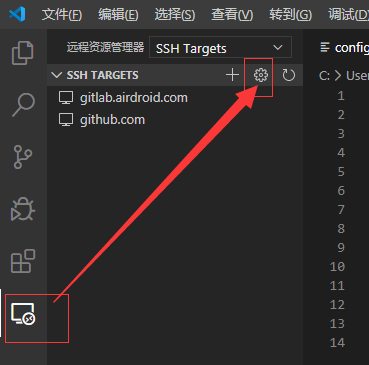 文件(F) 编辑(E) 选择(S) 查看(V) 转到(G) 调试(D)
远程资源管理器 SSH Targets
config
SSH TARGETS
C: > User
gitlab.airdroid.com
github.com
1
2
3
4
5
6
7
8
9
10
11
12
13
14